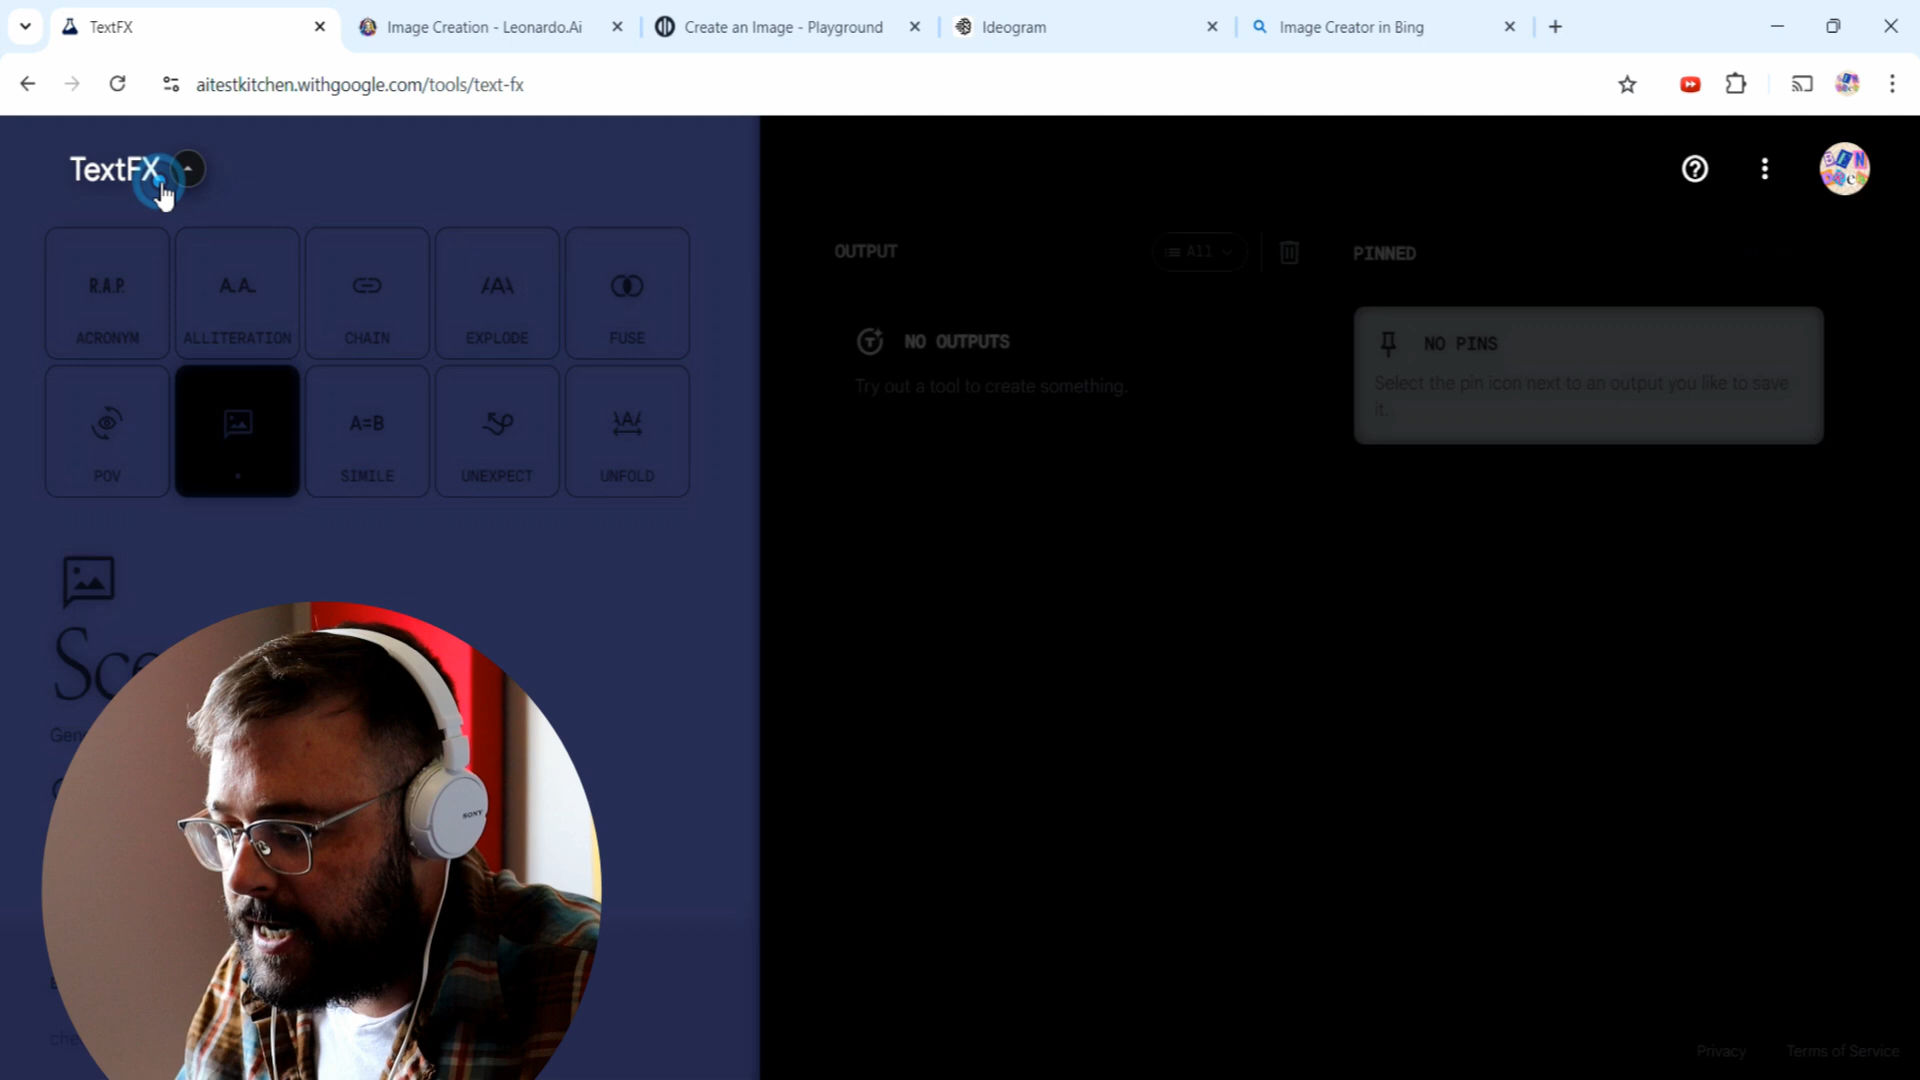 TextFX
Image Creation - Leonardo.Ai
Create an Image - Playground
Ideogram
Image Creator in Bing
aitestkitchen.withgoogle.com/tools/text-fx
TextFX
R.A.P.
ACRONYM
A.A.
ALLITERATION
CHAIN
EXPLODE
FUSE
POV
A=B
SIMILE
UNEXPECT
UNFOLD
OUTPUT
All
NO OUTPUTS
Try out a tool to create something.
PINNED
NO PINS
Select the pin icon next to an output you like to save
it.
Sce
Gen
SONY
Privacy
Terms of Service